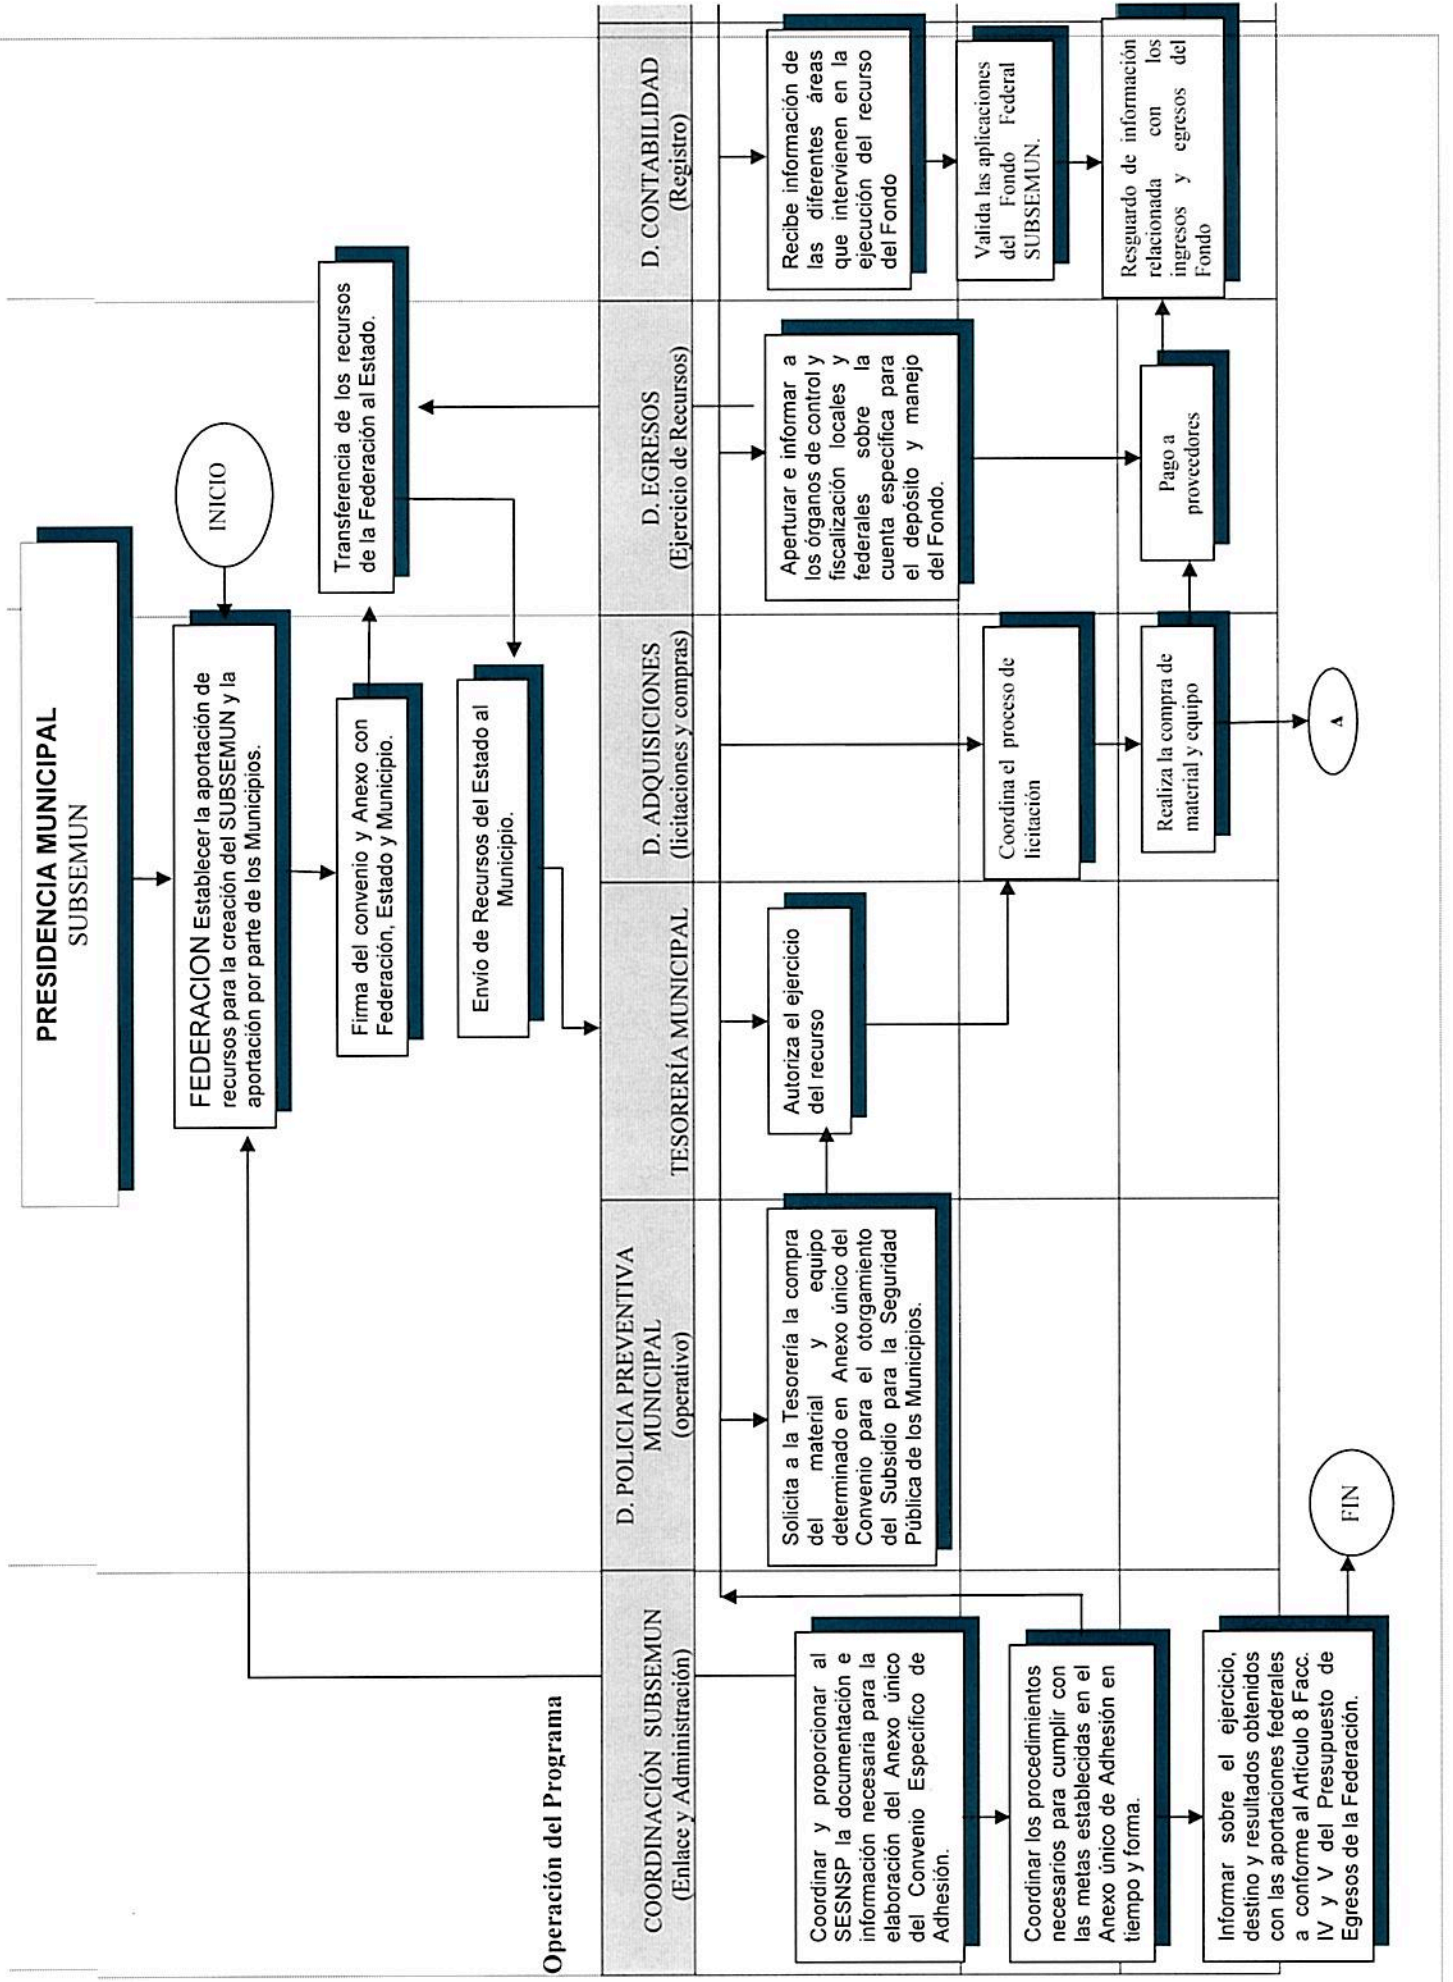 PRESIDENCIA MUNICIPAL
SUBSEMUN
INICIO
FEDERACION Establecer la aportación de
recursos para la creación del SUBSEMUN y la
aportación por parte de los Municipios.
Firma del convenio y Anexo con
Federación, Estado y Municipio.
Transferencia de los recursos
de la Federación al Estado.
Envío de Recursos del Estado al
Municipio.
Operación del Programa
COORDINACIÓN SUBSEMUN
(Enlace y Administración)
D. POLICIA PREVENTIVA
MUNICIPAL
(operativo)
TESORERÍA MUNICIPAL
D. ADQUISICIONES
(licitaciones y compras)
D. EGRESOS
(Ejercicio de Recursos)
D. CONTABILIDAD
(Registro)
Coordinar y proporcionar al
SESNSP la documentación e
información necesaria para la
elaboración del Anexo único
del Convenio Específico de
Adhesión.
Solicita a la Tesorería la compra
del material y equipo
determinado en Anexo único del
Convenio para el otorgamiento
del Subsidio para la Seguridad
Pública de los Municipios.
Autoriza el ejercicio
del recurso
Aperturar e informar a
los órganos de control y
fiscalización locales y
federales sobre la
cuenta específica para
el depósito y manejo
del Fondo.
Recibe información de
las diferentes áreas
que intervienen en la
ejecución del recurso
del Fondo
Coordinar los procedimientos
necesarios para cumplir con
las metas establecidas en el
Anexo único de Adhesión en
tiempo y forma.
Coordina el proceso de
licitación
Valida las aplicaciones
del Fondo Federal
SUBSEMUN.
Informar sobre el ejercicio,
destino y resultados obtenidos
con las aportaciones federales
a conforme al Artículo 8 Facc.
IV y V del Presupuesto de
Egresos de la Federación.
Realiza la compra de
material y equipo
Pago a
proveedores
Resguardo de información
relacionada con los
ingresos y egresos del
Fondo
FIN
A